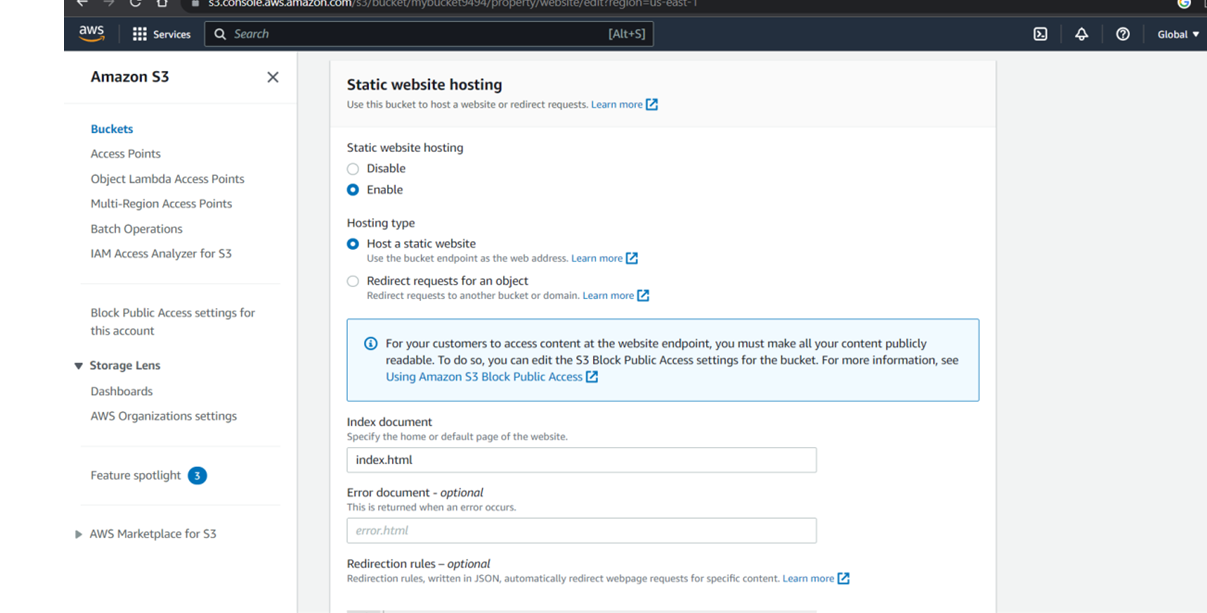 s3.console.aws.amazon.com/s3/bucket/mybucket9494/property/website/edit?region=us-east-1
aws
Services
Search
[Alt+S]
Global
Amazon S3
Buckets
Access Points
Object Lambda Access Points
Multi-Region Access Points
Batch Operations
IAM Access Analyzer for S3
Block Public Access settings for
this account
Storage Lens
Dashboards
AWS Organizations settings
Feature spotlight 3
AWS Marketplace for S3
Static website hosting
Use this bucket to host a website or redirect requests. Learn more
Static website hosting
Disable
Enable
Hosting type
Host a static website
Use the bucket endpoint as the web address. Learn more
Redirect requests for an object
Redirect requests to another bucket or domain. Learn more
For your customers to access content at the website endpoint, you must make all your content publicly
readable. To do so, you can edit the S3 Block Public Access settings for the bucket. For more information, see
Using Amazon S3 Block Public Access
Index document
Specify the home or default page of the website.
index.html
Error document - optional
This is returned when an error occurs.
error.html
Redirection rules – optional
Redirection rules, written in JSON, automatically redirect webpage requests for specific content. Learn more